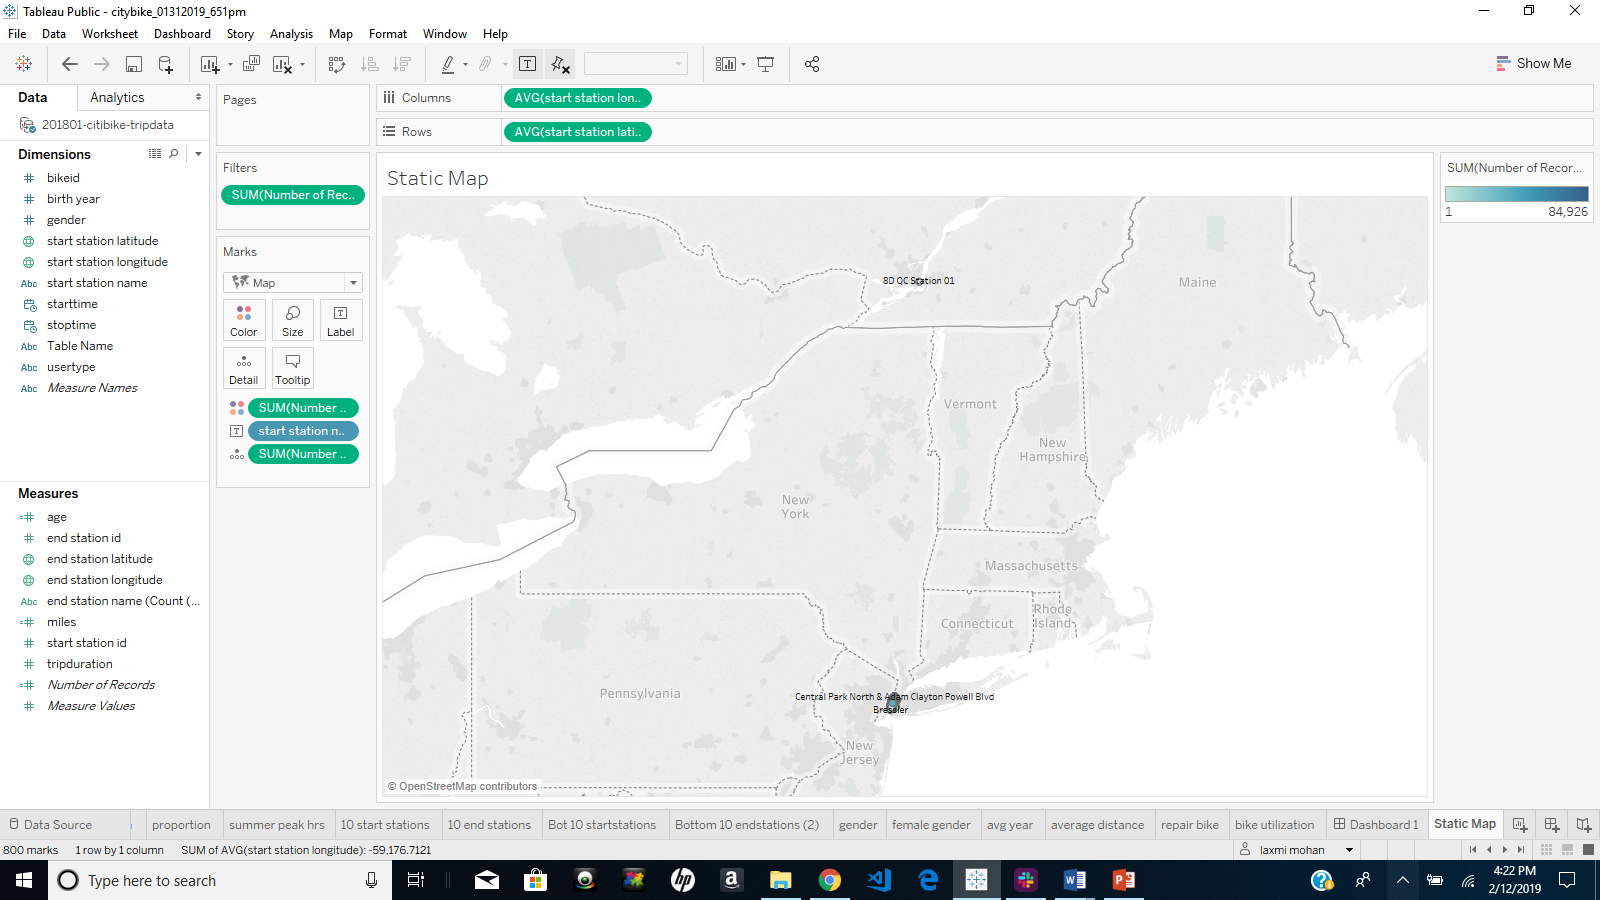 Tableau Public - citybike_01312019_651pm
File Data Worksheet Dashboard Story Analysis Map Format Window Help
Show Me
Data Analytics
201801-citibike-tripdata
Dimensions
bikeid
birth year
gender
start station latitude
start station longitude
Abc start station name
starttime
stoptime
Abc Table Name
Abc usertype
Abc Measure Names
Measures
age
end station id
end station latitude
end station longitude
Abc end station name (Count (...
miles
start station id
tripduration
Number of Records
Measure Values
Pages
Filters
SUM(Number of Rec..
Marks
Map
Color Size Label
Detail Tooltip
SUM(Number ..
start station n..
SUM(Number ..
Columns AVG(start station lon..
Rows AVG(start station lati..
Static Map
8D QC Station 01
Maine
Vermont
New
Hampshire
New
York
Massachusetts
Rhode
Island
Connecticut
Pennsylvania
Central Park North & Adam Clayton Powell Blvd
Bressler
New
Jersey
© OpenStreetMap contributors
SUM(Number of Recor...
1 84,926
Data Source proportion summer peak hrs 10 start stations 10 end stations Bot 10 startstations Bottom 10 endstations (2) gender female gender avg year average distance repair bike bike utilization Dashboard 1 Static Map
800 marks 1 row by 1 column SUM of AVG(start station longitude): -59,176.7121 laxmi mohan
Type here to search
4:22 PM
2/12/2019